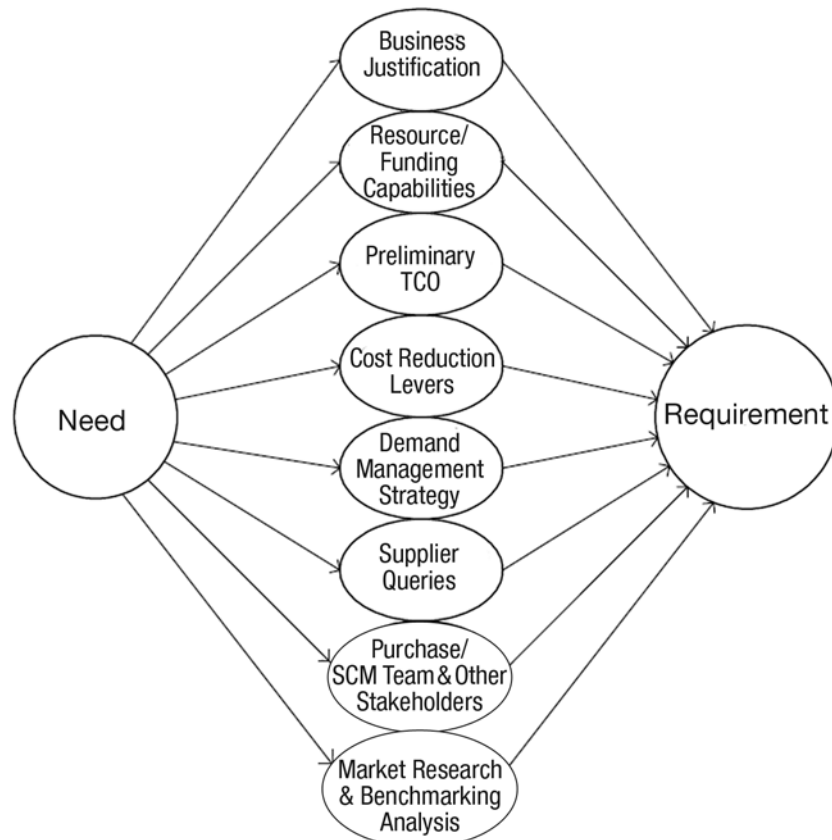 Business
Justification
Resource/
Funding
Capabilities
Preliminary
TCO
Cost Reduction
Levers
Need
Requirement
Demand
Management
Strategy
Supplier
Queries
Purchase/
SCM Team & Other
Stakeholders
Market Research
& Benchmarking
Analysis